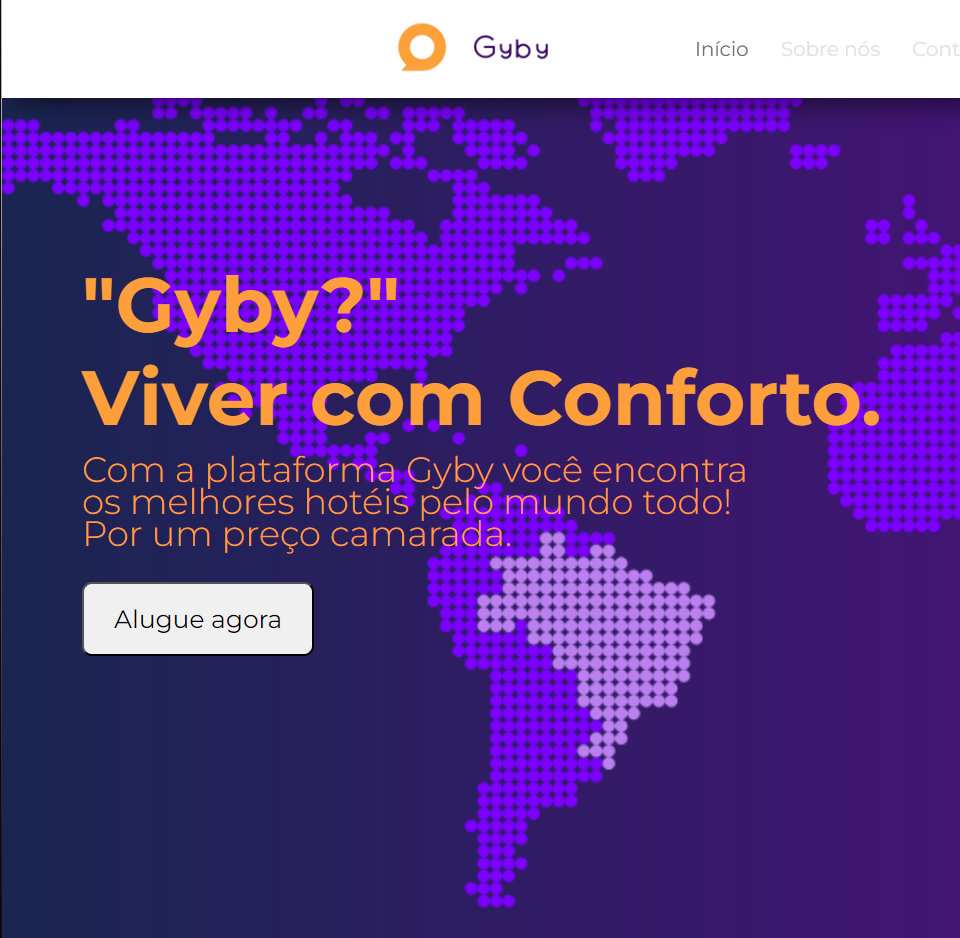 Gyby
Início Sobre nós
"Gyby?"
Viver com Conforto.
Com a plataforma Gyby você encontra
os melhores hotéis pelo mundo todo!
Por um preço camarada.
Alugue agora